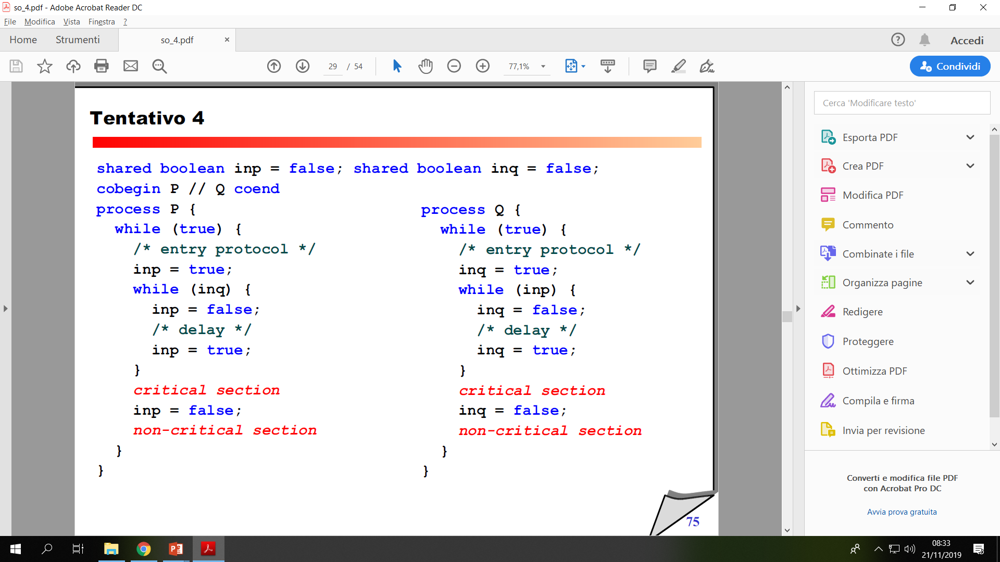 so_4.pdf - Adobe Acrobat Reader DC
File Modifica Vista Finestra ?
Home Strumenti so_4.pdf × Accedi
29 / 54 77,1% Condividi
Tentativo 4
shared boolean inp = false; shared boolean inq = false;
cobegin P // Q coend
process P {
while (true) {
/* entry protocol */
inp = true;
while (inq) {
inp = false;
/* delay */
inp = true;
}
critical section
inp = false;
non-critical section
}
}
process Q {
while (true) {
/* entry protocol */
inq = true;
while (inp) {
inq = false;
/* delay */
inq = true;
}
critical section
inq = false;
non-critical section
}
}
75
Cerca 'Modificare testo'
Esporta PDF
Crea PDF
Modifica PDF
Commento
Combinate i file
Organizza pagine
Redigere
Proteggere
Ottimizza PDF
Compila e firma
Invia per revisione
Converti e modifica file PDF
con Acrobat Pro DC
Avvia prova gratuita
08:33
21/11/2019